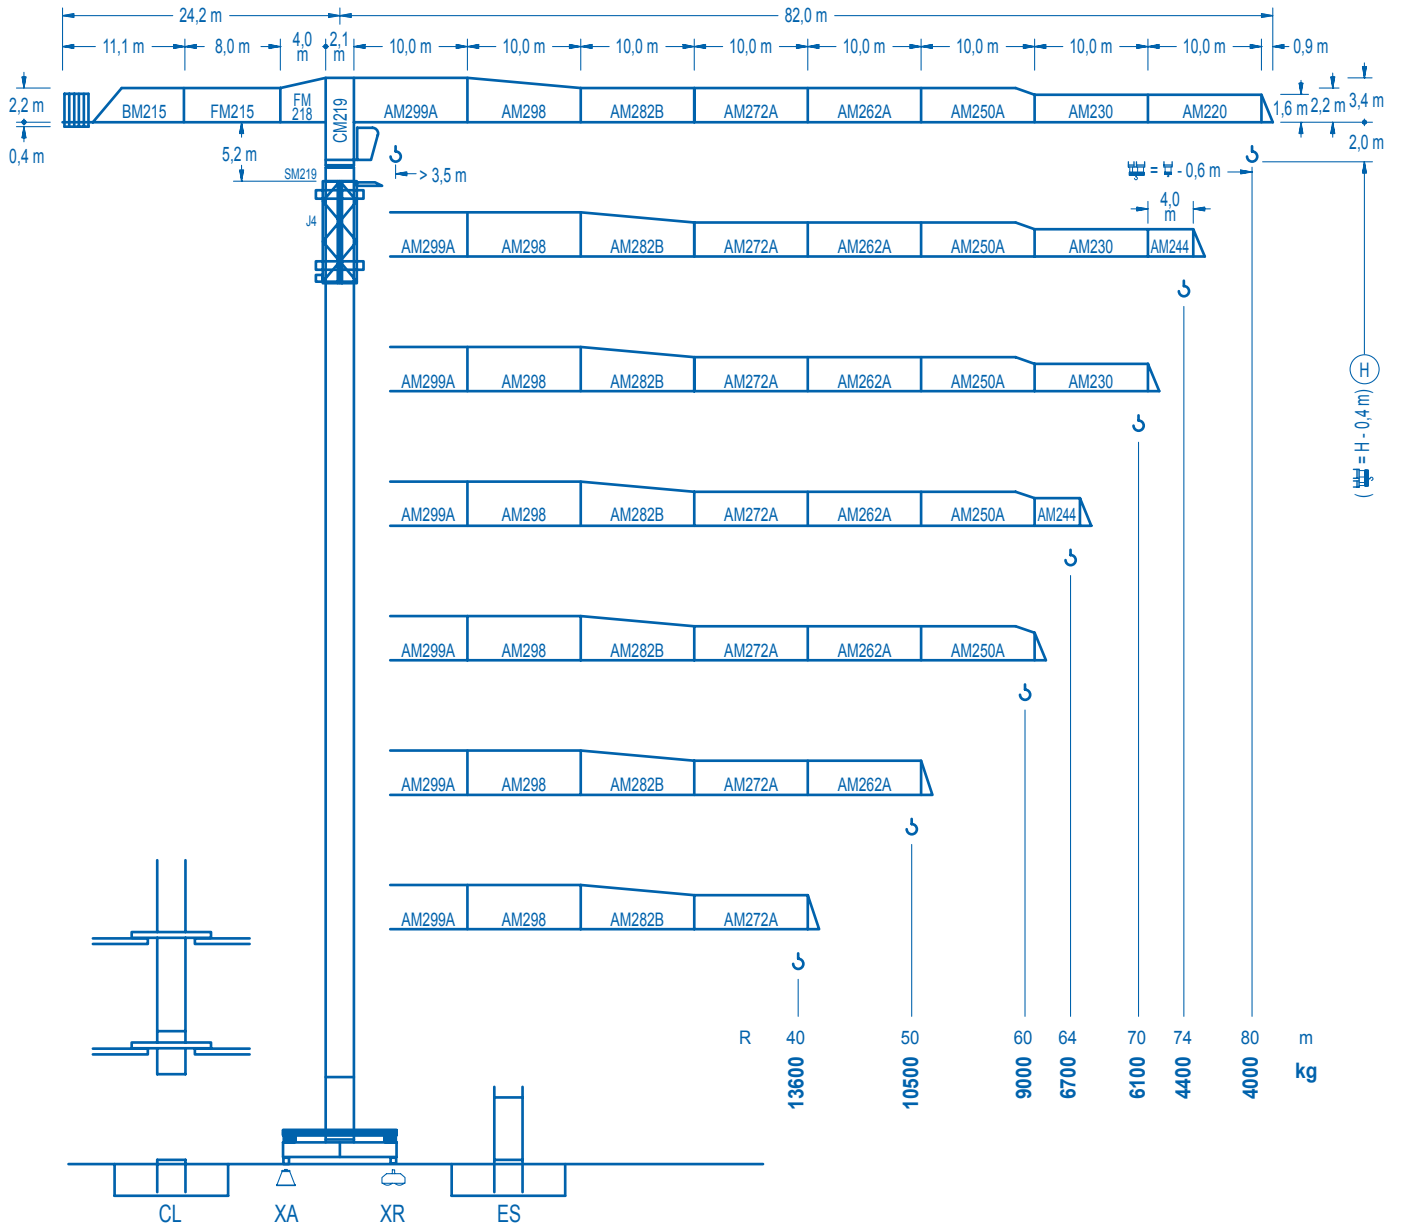 24,2 m 82,0 m
11,1 m 8,0 m 4,0 m 2,1 m 10,0 m 10,0 m 10,0 m 10,0 m 10,0 m 10,0 m 10,0 m 10,0 m 0,9 m
2,2 m BM215 FM215 FM 218 CM219 AM299A AM298 AM282B AM272A AM262A AM250A AM230 AM220 1,6 m 2,2 m 3,4 m
0,4 m 5,2 m 2,0 m
SM219 > 3,5 m = - 0,6 m
J4 4,0 m
AM299A AM298 AM282B AM272A AM262A AM250A AM230 AM244
H
( = H - 0,4 m)
AM299A AM298 AM282B AM272A AM262A AM250A AM230
AM299A AM298 AM282B AM272A AM262A AM250A AM244
AM299A AM298 AM282B AM272A AM262A AM250A
AM299A AM298 AM282B AM272A AM262A
AM299A AM298 AM282B AM272A
R 40 50 60 64 70 74 80 m
13600 10500 9000 6700 6100 4400 4000 kg
CL XA XR ES